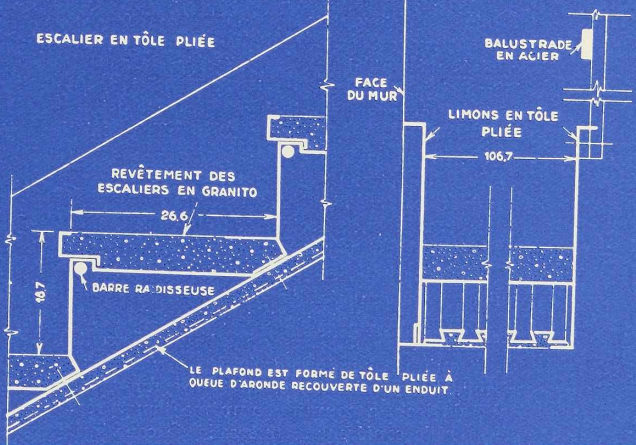 ESCALIER EN TÔLE PLIÉE
BALUSTRADE
EN ACIER
FACE
DU MUR
LIMONS EN TÔLE
PLIÉE
106,7
REVÊTEMENT DES
ESCALIERS EN GRANITO
26,6
16,7
BARRE RAIDISSEUSE
LE PLAFOND EST FORMÉ DE TÔLE PLIÉE À
QUEUE D'ARONDE RECOUVERTE D'UN ENDUIT